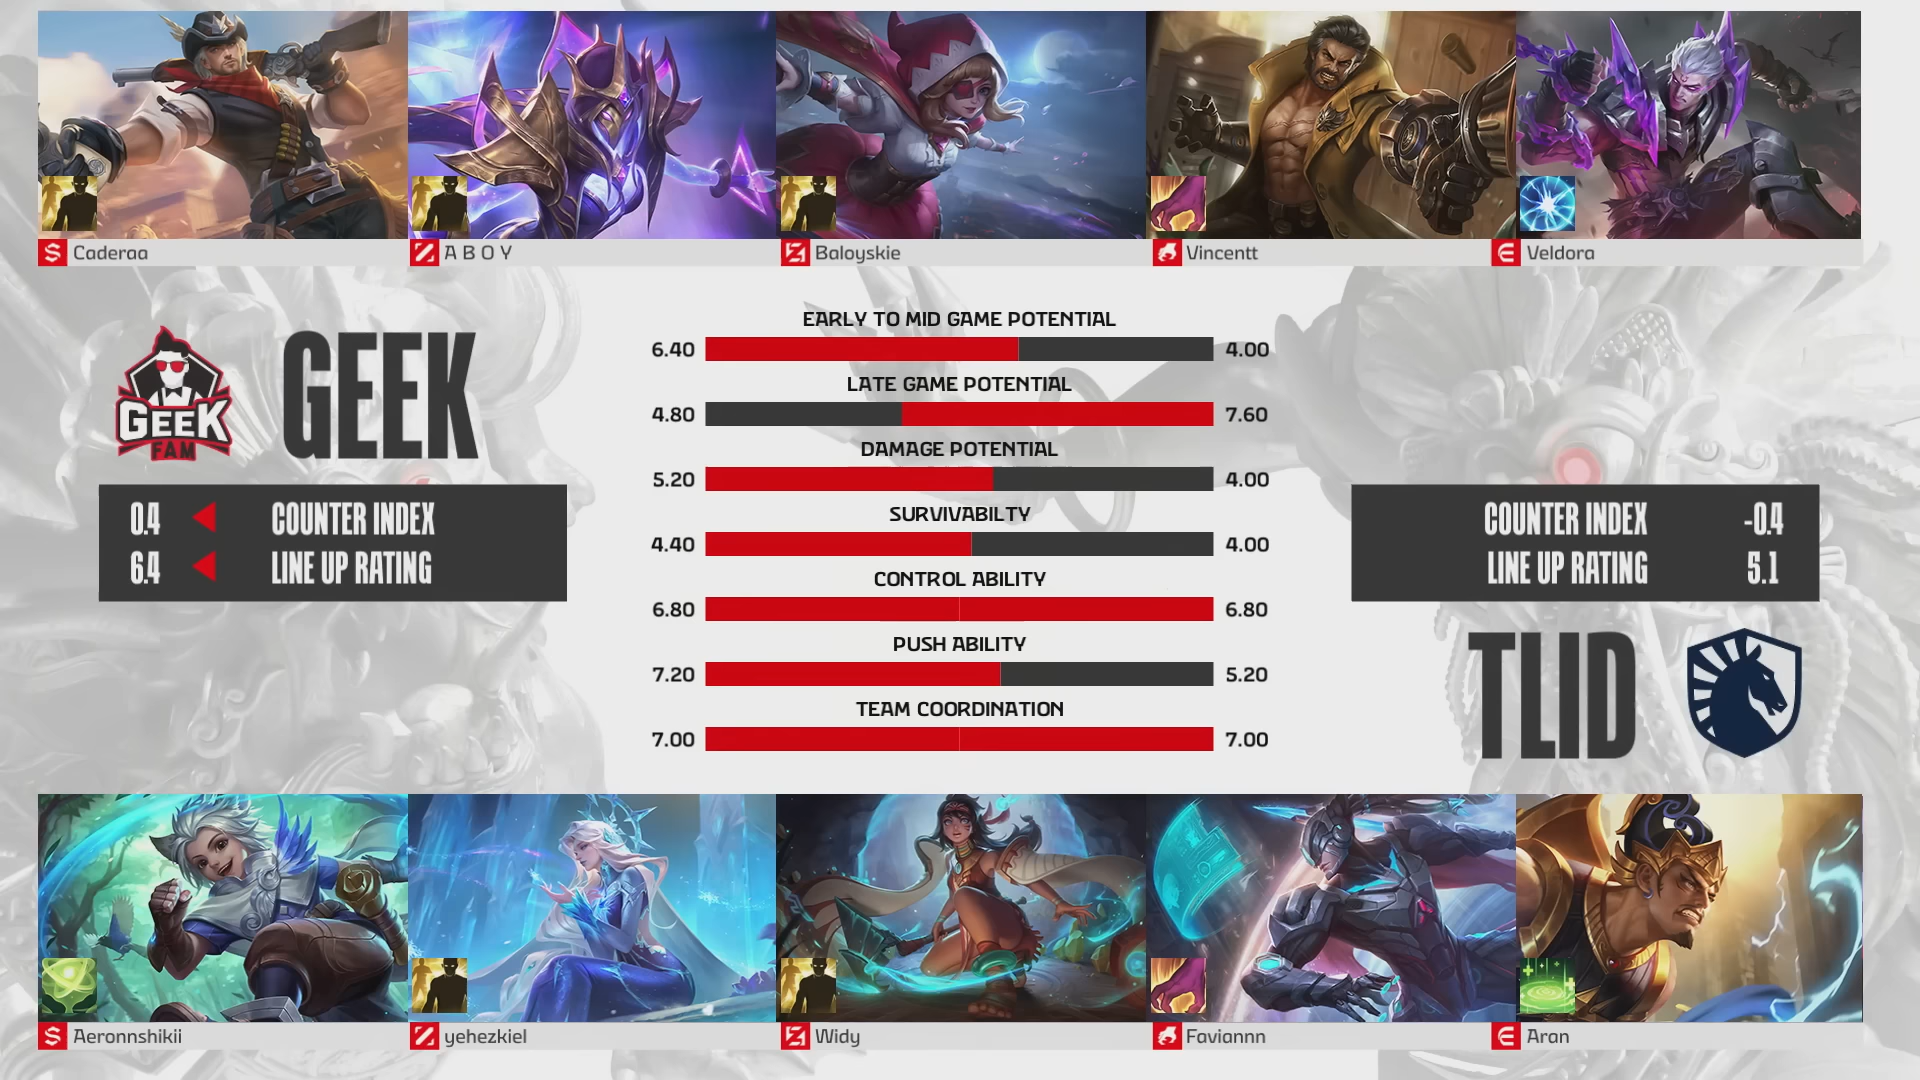 Caderaa
A B O Y
Baloyskie
Vincentt
Veldora
EARLY TO MID GAME POTENTIAL
6.40 4.00
LATE GAME POTENTIAL
4.80 7.60
DAMAGE POTENTIAL
5.20 4.00
SURVIVABILTY
4.40 4.00
CONTROL ABILITY
6.80 6.80
PUSH ABILITY
7.20 5.20
TEAM COORDINATION
7.00 7.00
GEEK
FAM
GEEK
0.4 COUNTER INDEX
6.4 LINE UP RATING
COUNTER INDEX -0.4
LINE UP RATING 5.1
TLID
Aeronnshikii
yehezkiel
Widy
Faviannn
Aran